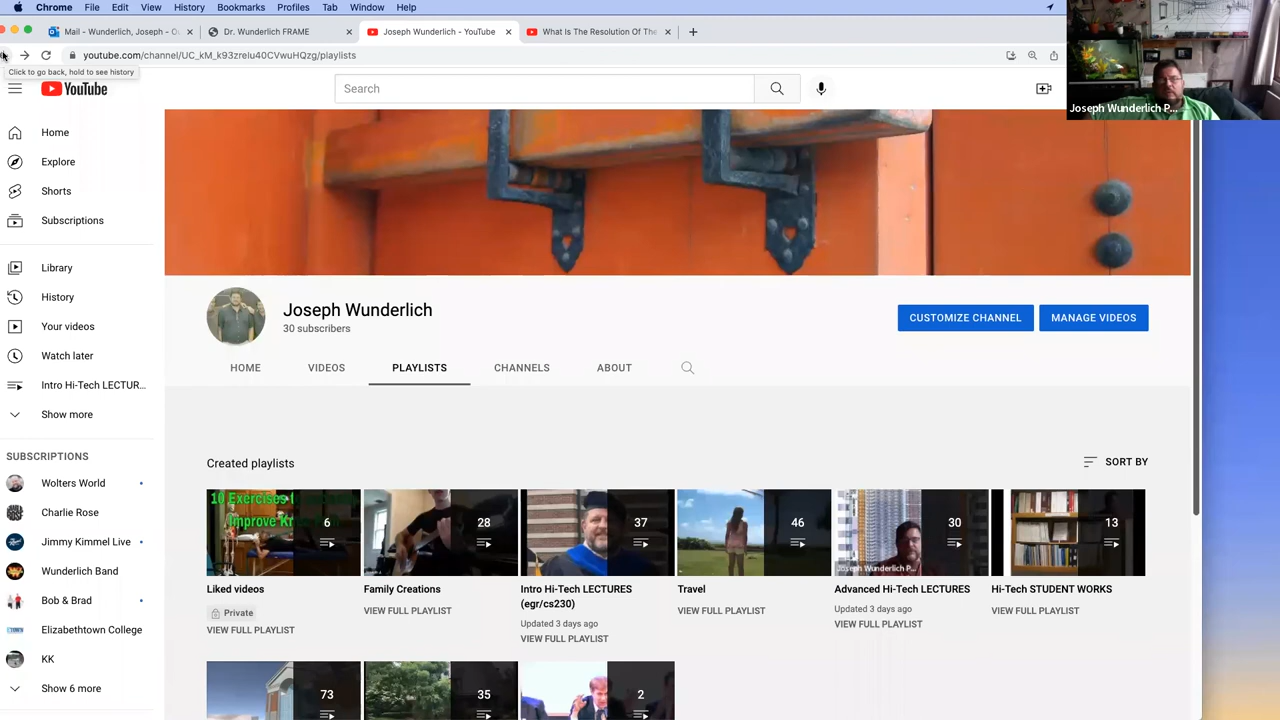 Chrome File Edit View History Bookmarks Profiles Tab Window Help
Mail - Wunderlich, Joseph - O
Dr. Wunderlich FRAME
Joseph Wunderlich - YouTube
What Is The Resolution Of The
youtube.com/channel/UC_kM_k93zrelu40CVwuHQzg/playlists
Click to go back, hold to see history
YouTube
Search
Joseph Wunderlich P...
Home
Explore
Shorts
Subscriptions
Library
History
Your videos
Watch later
Intro Hi-Tech LECTUR...
Show more
SUBSCRIPTIONS
Wolters World
Charlie Rose
Jimmy Kimmel Live
Wunderlich Band
Bob & Brad
Elizabethtown College
KK
Show 6 more
Joseph Wunderlich
30 subscribers
CUSTOMIZE CHANNEL
MANAGE VIDEOS
HOME VIDEOS PLAYLISTS CHANNELS ABOUT
Created playlists
SORT BY
10 Exercises
Improve
6
Liked videos
Private
VIEW FULL PLAYLIST
28
Family Creations
VIEW FULL PLAYLIST
37
Intro Hi-Tech LECTURES
(egr/cs230)
Updated 3 days ago
VIEW FULL PLAYLIST
46
Travel
VIEW FULL PLAYLIST
30
Joseph Wunderlich P...
Advanced Hi-Tech LECTURES
Updated 3 days ago
VIEW FULL PLAYLIST
13
Hi-Tech STUDENT WORKS
VIEW FULL PLAYLIST
73
35
2